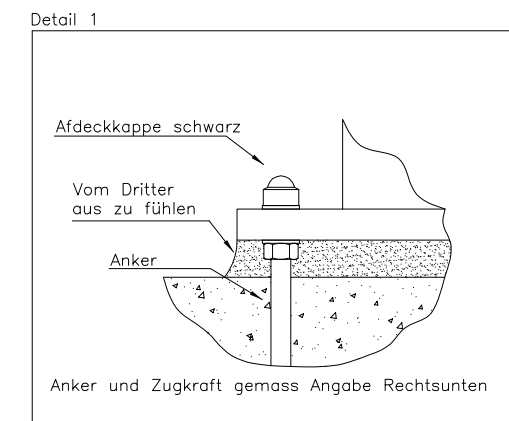 Detail 1
Afdeckkappe schwarz
Vom Dritter
aus zu fühlen
Anker
Anker und Zugkraft gemass Angabe Rechtsunten